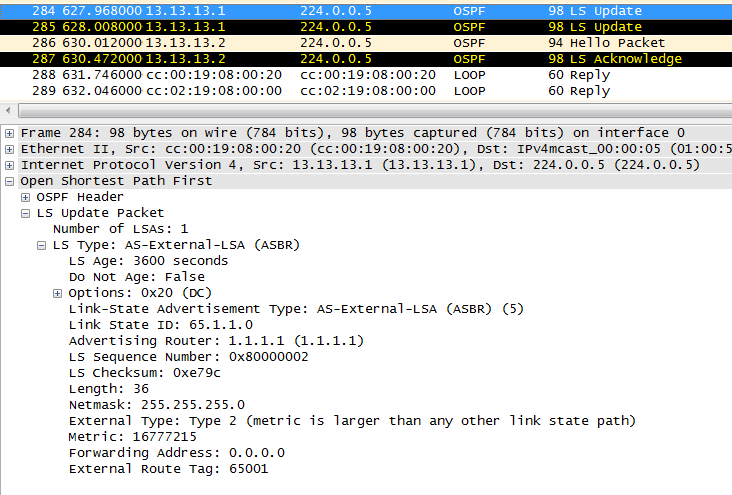 284 627.968000 13.13.13.1 224.0.0.5 OSPF 98 LS Update
285 628.008000 13.13.13.1 224.0.0.5 OSPF 98 LS Update
286 630.012000 13.13.13.2 224.0.0.5 OSPF 94 Hello Packet
287 630.472000 13.13.13.2 224.0.0.5 OSPF 98 LS Acknowledge
288 631.746000 cc:00:19:08:00:20 cc:00:19:08:00:20 LOOP 60 Reply
289 632.046000 cc:02:19:08:00:00 cc:02:19:08:00:00 LOOP 60 Reply
Frame 284: 98 bytes on wire (784 bits), 98 bytes captured (784 bits) on interface 0
Ethernet II, Src: cc:00:19:08:00:20 (cc:00:19:08:00:20), Dst: IPv4mcast_00:00:05 (01:00:5
Internet Protocol Version 4, Src: 13.13.13.1 (13.13.13.1), Dst: 224.0.0.5 (224.0.0.5)
Open Shortest Path First
OSPF Header
LS Update Packet
Number of LSAs: 1
LS Type: AS-External-LSA (ASBR)
LS Age: 3600 seconds
Do Not Age: False
Options: 0x20 (DC)
Link-State Advertisement Type: AS-External-LSA (ASBR) (5)
Link State ID: 65.1.1.0
Advertising Router: 1.1.1.1 (1.1.1.1)
LS Sequence Number: 0x80000002
LS Checksum: 0xe79c
Length: 36
Netmask: 255.255.255.0
External Type: Type 2 (metric is larger than any other link state path)
Metric: 16777215
Forwarding Address: 0.0.0.0
External Route Tag: 65001